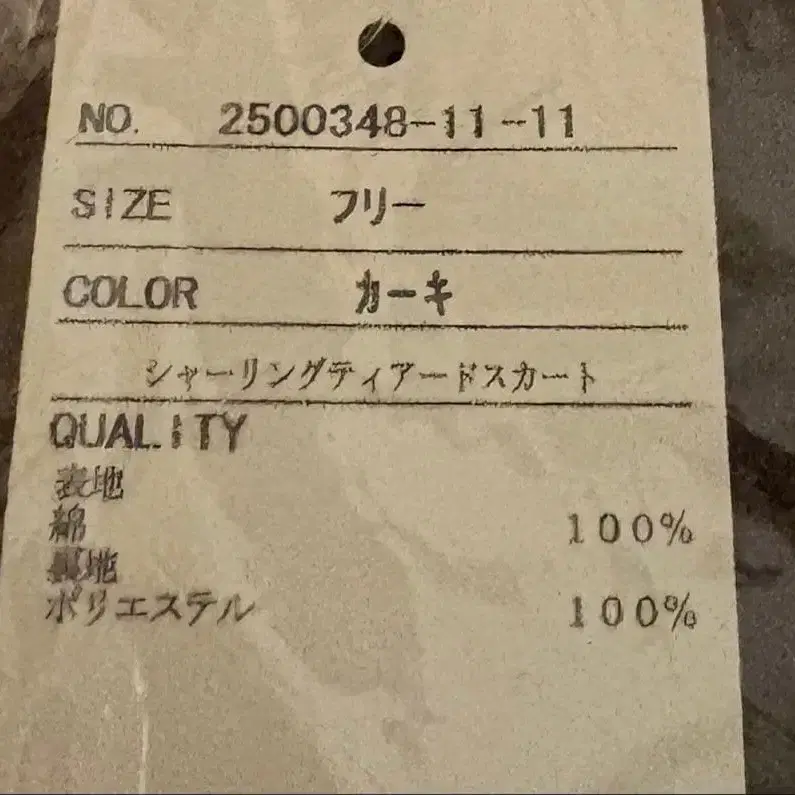 NO. 2500348-11-11
SIZE フリー
COLOR カーキ
シャーリングティアードスカート
QUALITY
表地
綿 100%
裏地
ポリエステル 100%